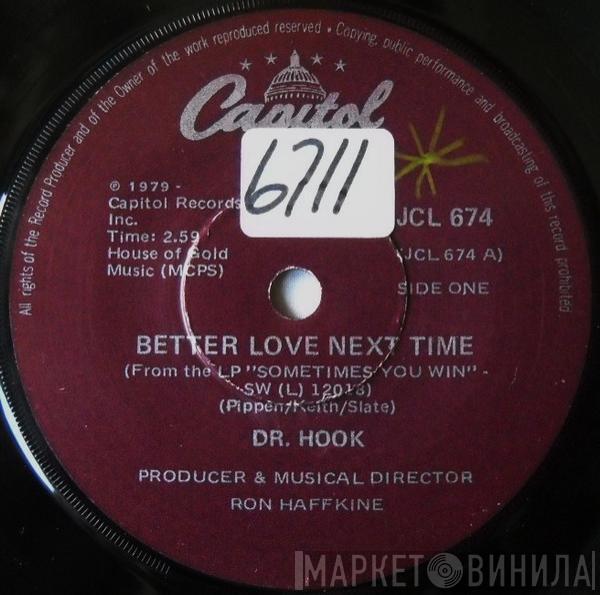 All rights of the Record Producer and of the Owner of the work reproduced reserved • Copying, public performance and broadcasting of this record prohibited
Capitol
6711
℗ 1979 -
Capitol Records
Inc.
Time: 2.59
House of Gold
Music (MCPS)
JCL 674
(JCL 674 A)
SIDE ONE
BETTER LOVE NEXT TIME
(From the LP "SOMETIMES YOU WIN" -
SW (L) 12018)
(Pippen/Keith/Slate)
DR. HOOK
PRODUCER & MUSICAL DIRECTOR
RON HAFFKINE
МАРКЕТ ВИНИЛА